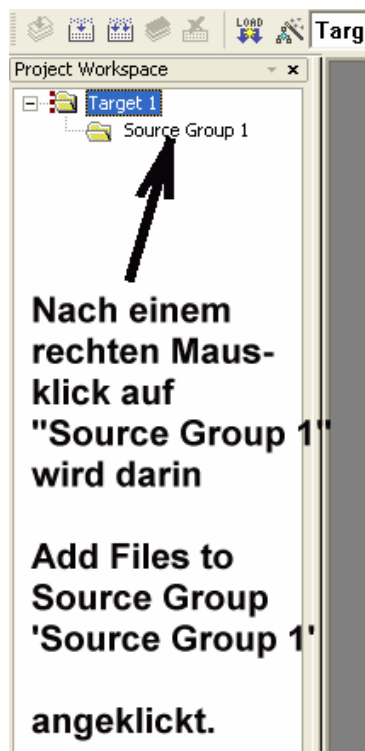 LOAD
Targ
Project Workspace
Target 1
Source Group 1
Nach einem
rechten Maus-
klick auf
"Source Group 1"
wird darin
Add Files to
Source Group
'Source Group 1'
angeklickt.